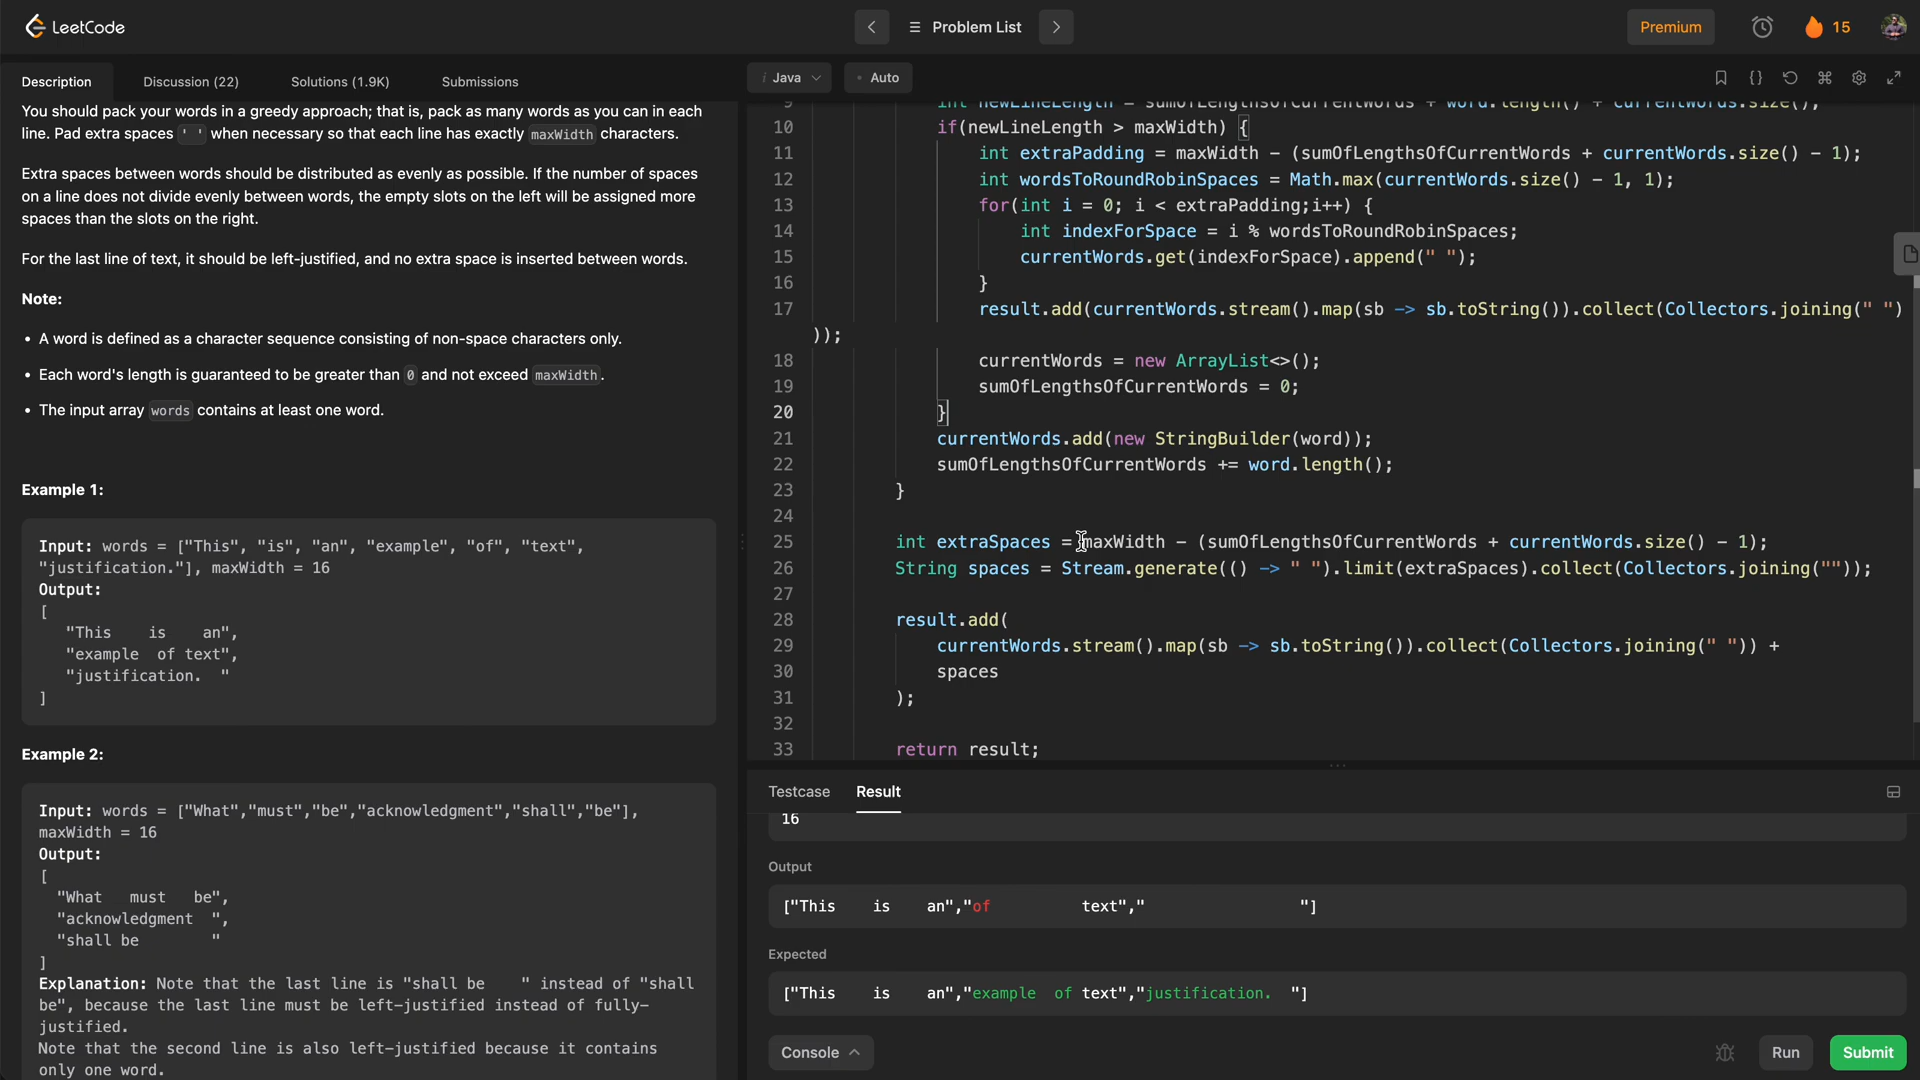 LeetCode
Problem List
Premium
15
Description
Discussion (22)
Solutions (1.9K)
Submissions
You should pack your words in a greedy approach; that is, pack as many words as you can in each
line. Pad extra spaces ' ' when necessary so that each line has exactly maxWidth characters.
Extra spaces between words should be distributed as evenly as possible. If the number of spaces
on a line does not divide evenly between words, the empty slots on the left will be assigned more
spaces than the slots on the right.
For the last line of text, it should be left-justified, and no extra space is inserted between words.
Note:
• A word is defined as a character sequence consisting of non-space characters only.
• Each word's length is guaranteed to be greater than 0 and not exceed maxWidth.
• The input array words contains at least one word.
Example 1:
Input: words = ["This", "is", "an", "example", "of", "text",
"justification."], maxWidth = 16
Output:
[
"This    is    an",
"example  of text",
"justification.  "
]
Example 2:
Input: words = ["What","must","be","acknowledgment","shall","be"],
maxWidth = 16
Output:
[
"What   must   be",
"acknowledgment  ",
"shall be        "
]
Explanation: Note that the last line is "shall be    " instead of "shall
be", because the last line must be left-justified instead of fully-
justified.
Note that the second line is also left-justified because it contains
only one word.
i Java
Auto
9 int newLineLength = sumOfLengthsOfCurrentWords + word.length() + currentWords.size();
10 if(newLineLength > maxWidth) {
11 int extraPadding = maxWidth - (sumOfLengthsOfCurrentWords + currentWords.size() - 1);
12 int wordsToRoundRobinSpaces = Math.max(currentWords.size() - 1, 1);
13 for(int i = 0; i < extraPadding;i++) {
14 int indexForSpace = i % wordsToRoundRobinSpaces;
15 currentWords.get(indexForSpace).append(" ");
16 }
17 result.add(currentWords.stream().map(sb -> sb.toString()).collect(Collectors.joining(" ")
));
18 currentWords = new ArrayList<>();
19 sumOfLengthsOfCurrentWords = 0;
20 }
21 currentWords.add(new StringBuilder(word));
22 sumOfLengthsOfCurrentWords += word.length();
23 }
24
25 int extraSpaces = maxWidth - (sumOfLengthsOfCurrentWords + currentWords.size() - 1);
26 String spaces = Stream.generate(() -> " ").limit(extraSpaces).collect(Collectors.joining(""));
27
28 result.add(
29 currentWords.stream().map(sb -> sb.toString()).collect(Collectors.joining(" ")) +
30 spaces
31 );
32
33 return result;
Testcase
Result
16
Output
["This    is    an","of          text","                "]
Expected
["This    is    an","example  of text","justification.  "]
Console
Run
Submit